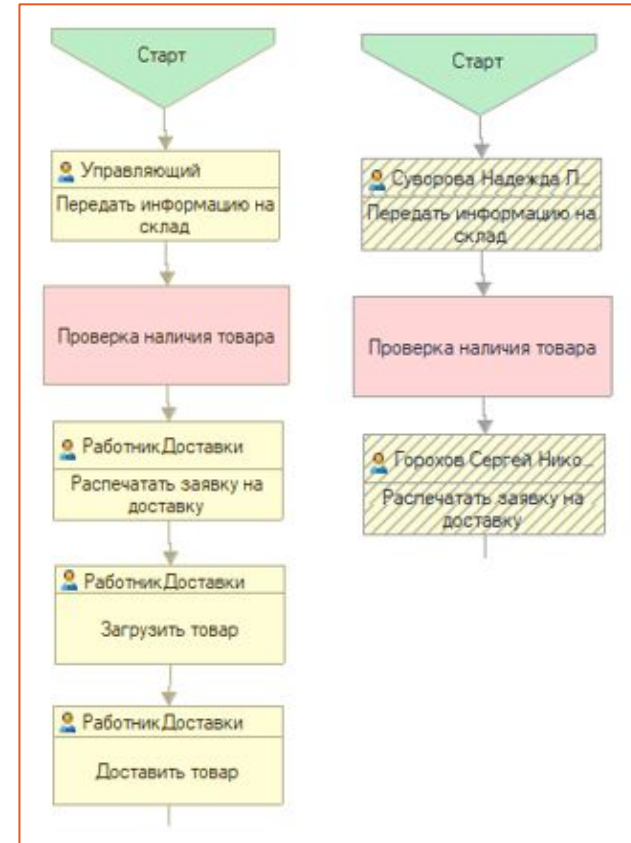 Старт
Управляющий
Передать информацию на
склад
Проверка наличия товара
РаботникДоставки
Распечатать заявку на
доставку
РаботникДоставки
Загрузить товар
РаботникДоставки
Доставить товар
Старт
Суворова Надежда П...
Передать информацию на
склад
Проверка наличия товара
Горохов Сергей Нико...
Распечатать заявку на
доставку